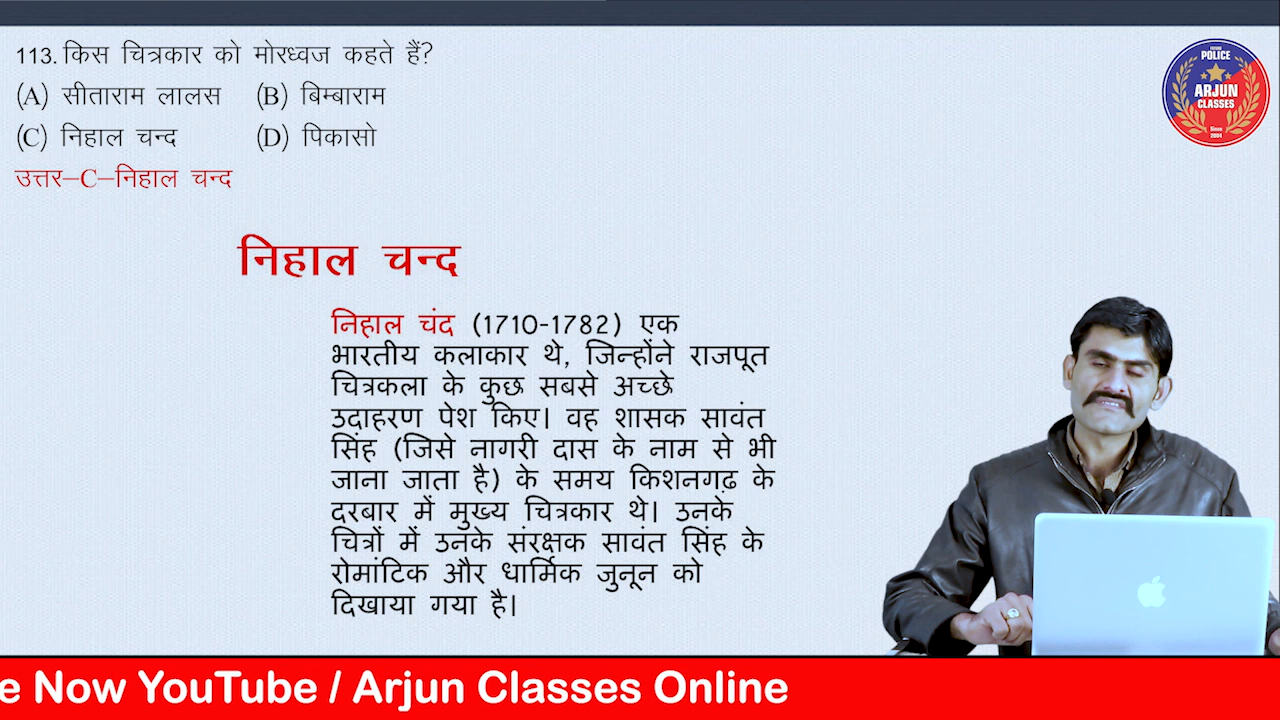 113. किस चित्रकार को मोरध्वज कहते हैं?
(A) सीताराम लालस (B) बिम्बाराम
(C) निहाल चन्द (D) पिकासो
उत्तर–C–निहाल चन्द
POLICE
ARJUN
CLASSES
Since
2004
निहाल चन्द
निहाल चंद (1710-1782) एक
भारतीय कलाकार थे, जिन्होंने राजपूत
चित्रकला के कुछ सबसे अच्छे
उदाहरण पेश किए। वह शासक सावंत
सिंह (जिसे नागरी दास के नाम से भी
जाना जाता है) के समय किशनगढ़ के
दरबार में मुख्य चित्रकार थे। उनके
चित्रों में उनके संरक्षक सावंत सिंह के
रोमांटिक और धार्मिक जुनून को
दिखाया गया है।
e Now YouTube / Arjun Classes Online